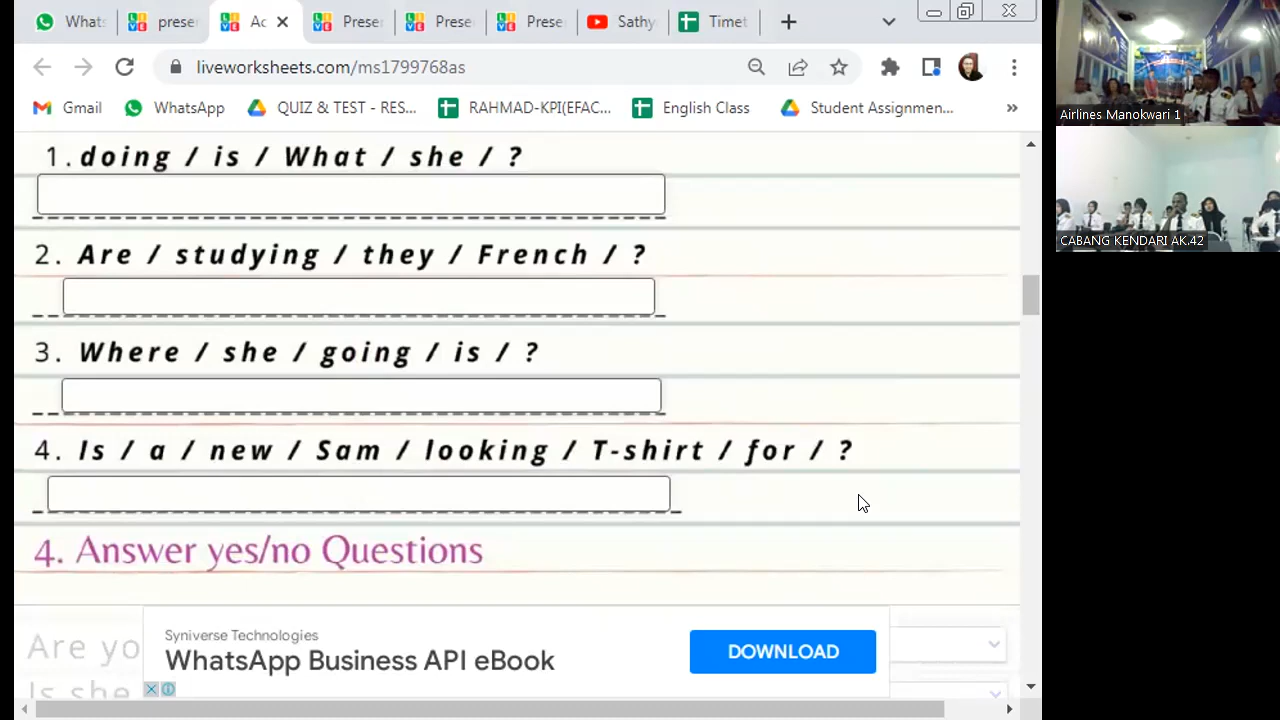 Whats
presen
Ac
Prese
Prese
Prese
Sathy
Timet
liveworksheets.com/ms1799768as
Gmail
WhatsApp
QUIZ & TEST - RES...
RAHMAD-KPI(EFAC...
English Class
Student Assignmen...
»
1. doing / is / What / she / ?
2. Are / studying / they / French / ?
3. Where / she / going / is / ?
4. Is / a / new / Sam / looking / T-shirt / for / ?
4. Answer yes/no Questions
Are yo
Is she
Syniverse Technologies
WhatsApp Business API eBook
DOWNLOAD
Airlines Manokwari 1
CABANG KENDARI AK.42